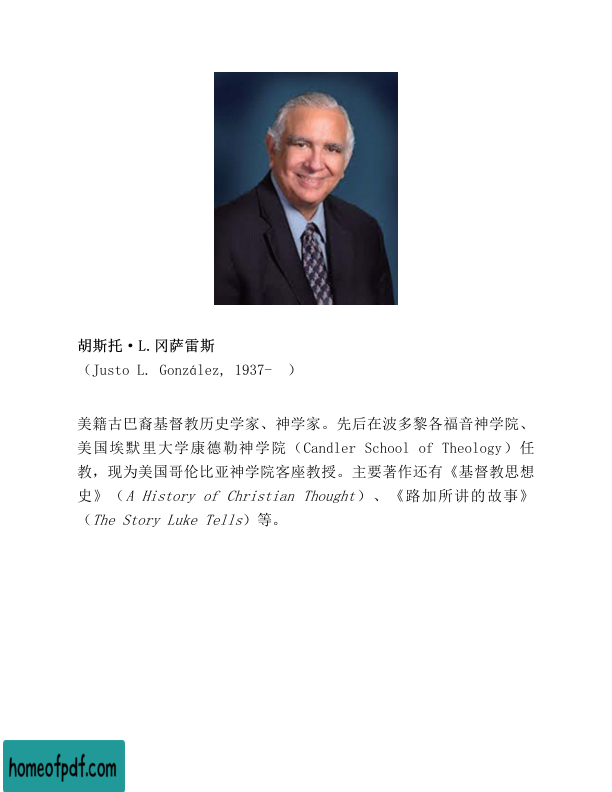 胡斯托·L.冈萨雷斯
（Justo L. González, 1937-  ）
美籍古巴裔基督教历史学家、神学家。先后在波多黎各福音神学院、
美国埃默里大学康德勒神学院（Candler School of Theology）任
教，现为美国哥伦比亚神学院客座教授。主要著作还有《基督教思想
史》（A History of Christian Thought）、《路加所讲的故事》
（The Story Luke Tells）等。
homeofpdf.com